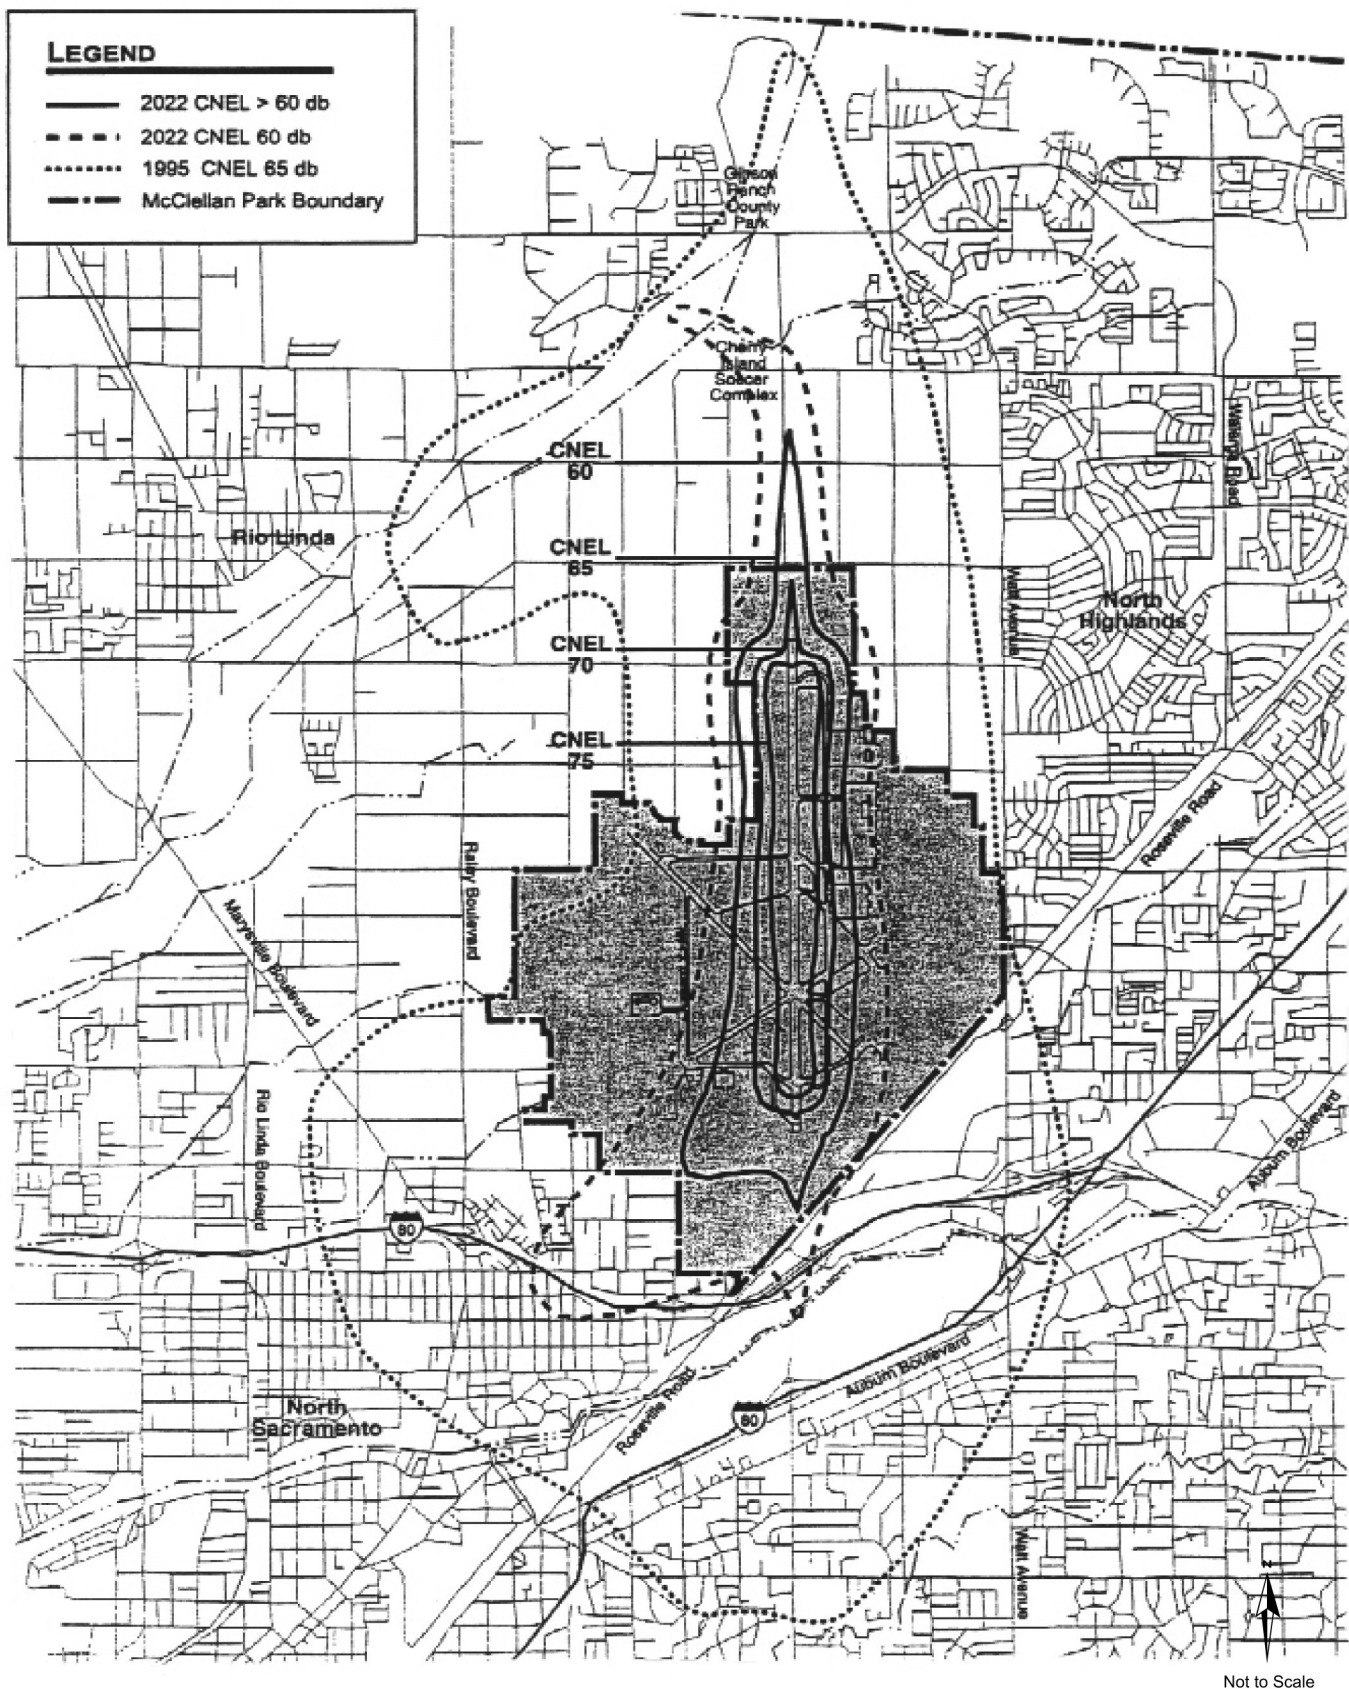 LEGEND
2022 CNEL > 60 db
2022 CNEL 60 db
1995 CNEL 65 db
McClellan Park Boundary
Gibson
Ranch
County
Park
Cherry
Island
Soccer
Complex
CNEL
60
Walerga Road
Rio Linda
CNEL
65
Watt Avenue
North
Highlands
CNEL
70
CNEL
75
Roseville Road
Raley Boulevard
Marysville Boulevard
Rio Linda Boulevard
Auburn Boulevard
80
North
Sacramento
Roseville Road
80
Auburn Boulevard
Watt Avenue
N
Not to Scale